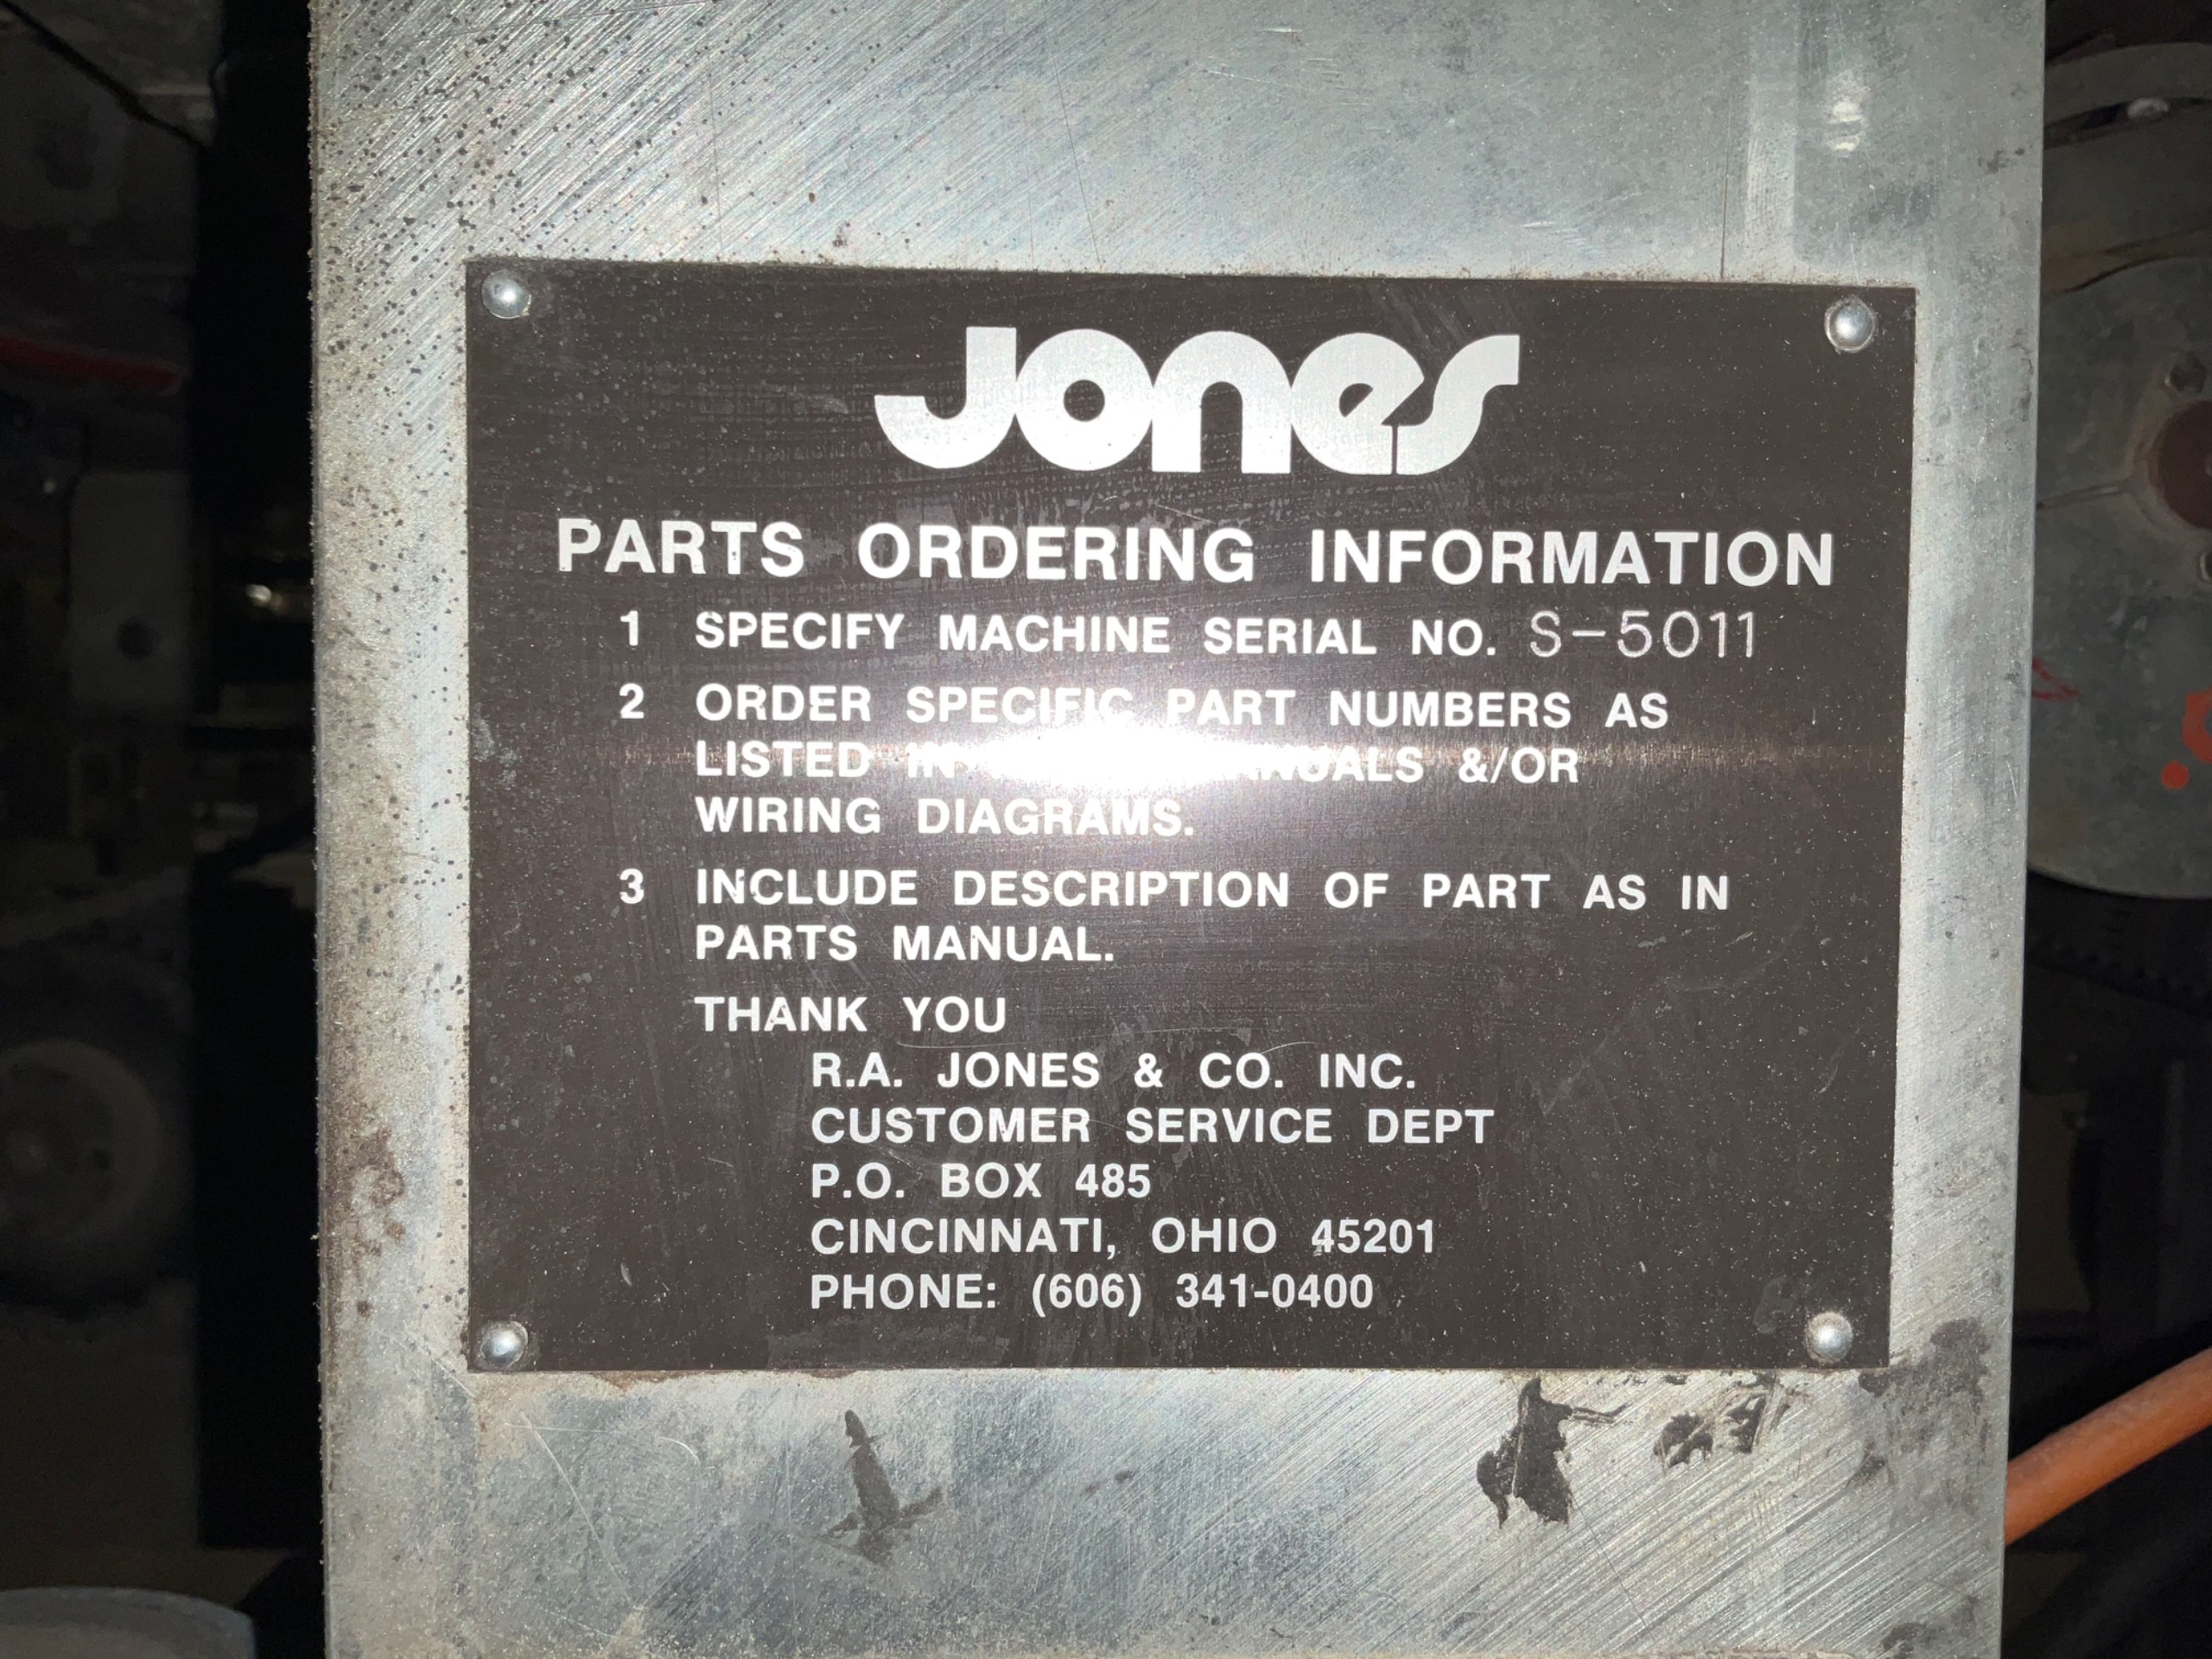 Jones
PARTS ORDERING INFORMATION
1 SPECIFY MACHINE SERIAL NO. S-5011
2 ORDER SPECIFIC PART NUMBERS AS
LISTED IN MANUALS &/OR
WIRING DIAGRAMS.
3 INCLUDE DESCRIPTION OF PART AS IN
PARTS MANUAL.
THANK YOU
R.A. JONES & CO. INC.
CUSTOMER SERVICE DEPT
P.O. BOX 485
CINCINNATI, OHIO 45201
PHONE: (606) 341-0400